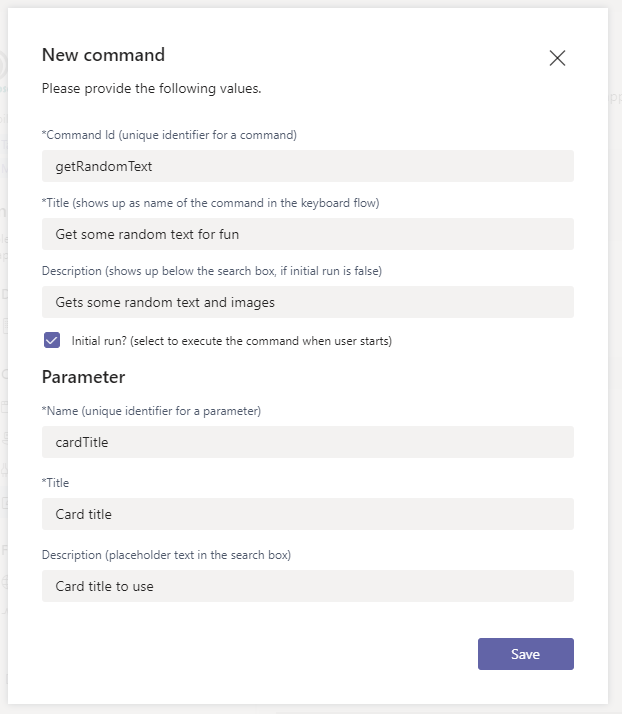 New command
Please provide the following values.
*Command Id (unique identifier for a command)
getRandomText
*Title (shows up as name of the command in the keyboard flow)
Get some random text for fun
Description (shows up below the search box, if initial run is false)
Gets some random text and images
Initial run? (select to execute the command when user starts)
Parameter
*Name (unique identifier for a parameter)
cardTitle
*Title
Card title
Description (placeholder text in the search box)
Card title to use
Save